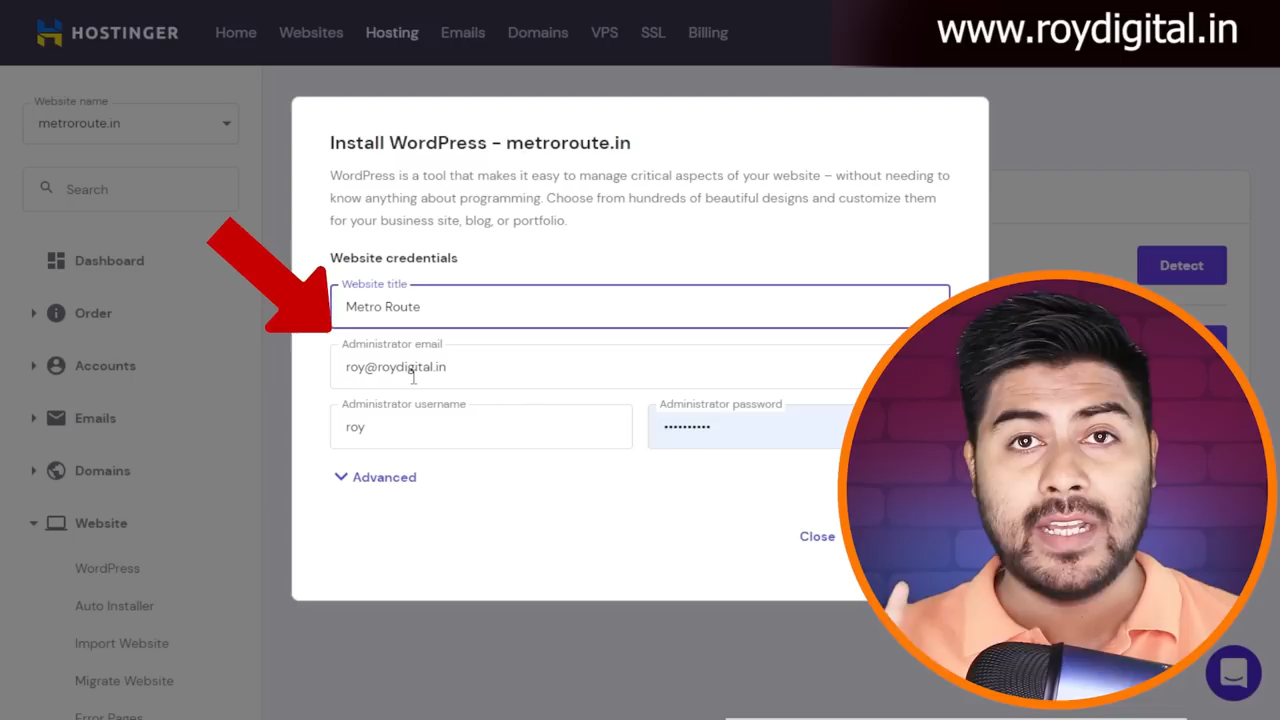 HOSTINGER
Home
Websites
Hosting
Emails
Domains
VPS
SSL
Billing
www.roydigital.in
Website name
metroroute.in
Search
Dashboard
Order
Accounts
Emails
Domains
Website
WordPress
Auto Installer
Import Website
Migrate Website
Error Pages
Install WordPress - metroroute.in
WordPress is a tool that makes it easy to manage critical aspects of your website – without needing to
know anything about programming. Choose from hundreds of beautiful designs and customize them
for your business site, blog, or portfolio.
Website credentials
Website title
Metro Route
Administrator email
roy@roydigital.in
Administrator username
roy
Administrator password
••••••••••
Advanced
Close
Detect